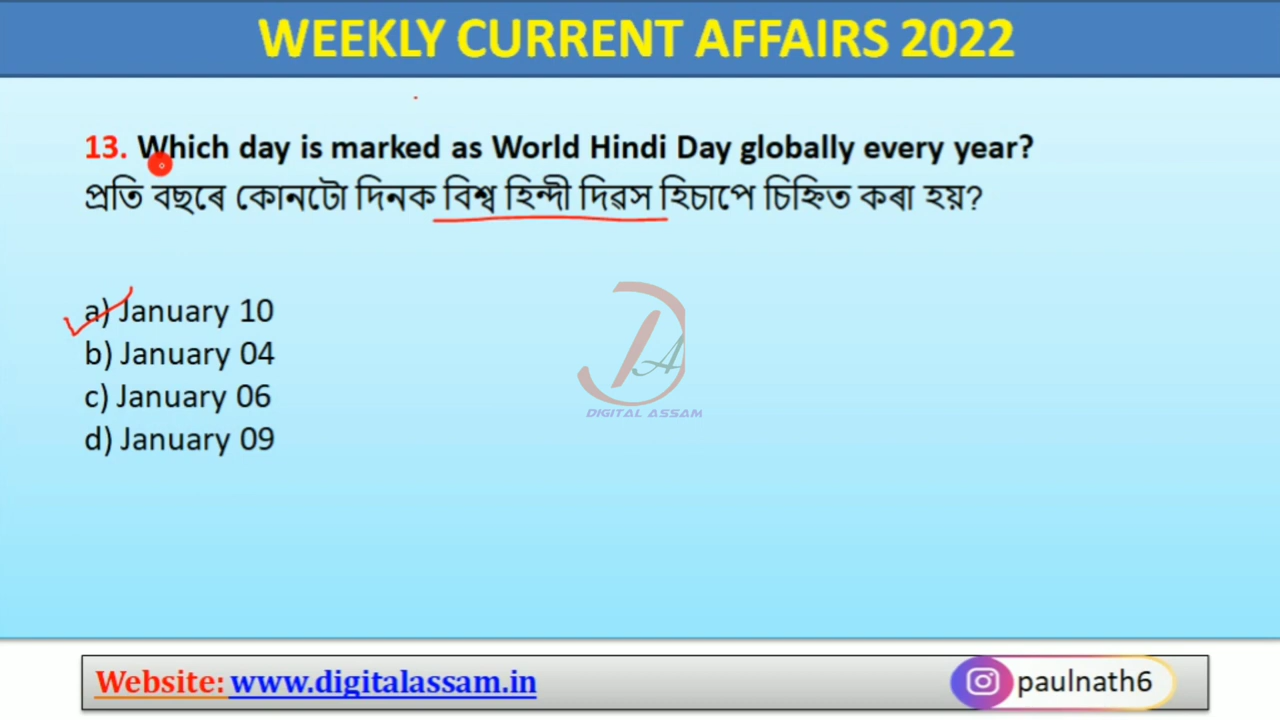 WEEKLY CURRENT AFFAIRS 2022
13. Which day is marked as World Hindi Day globally every year?
প্ৰতি বছৰে কোনটো দিনক বিশ্ব হিন্দী দিৱস হিচাপে চিহ্নিত কৰা হয়?
a) January 10
b) January 04
c) January 06
d) January 09
DA
DIGITAL ASSAM
Website: www.digitalassam.in
paulnath6